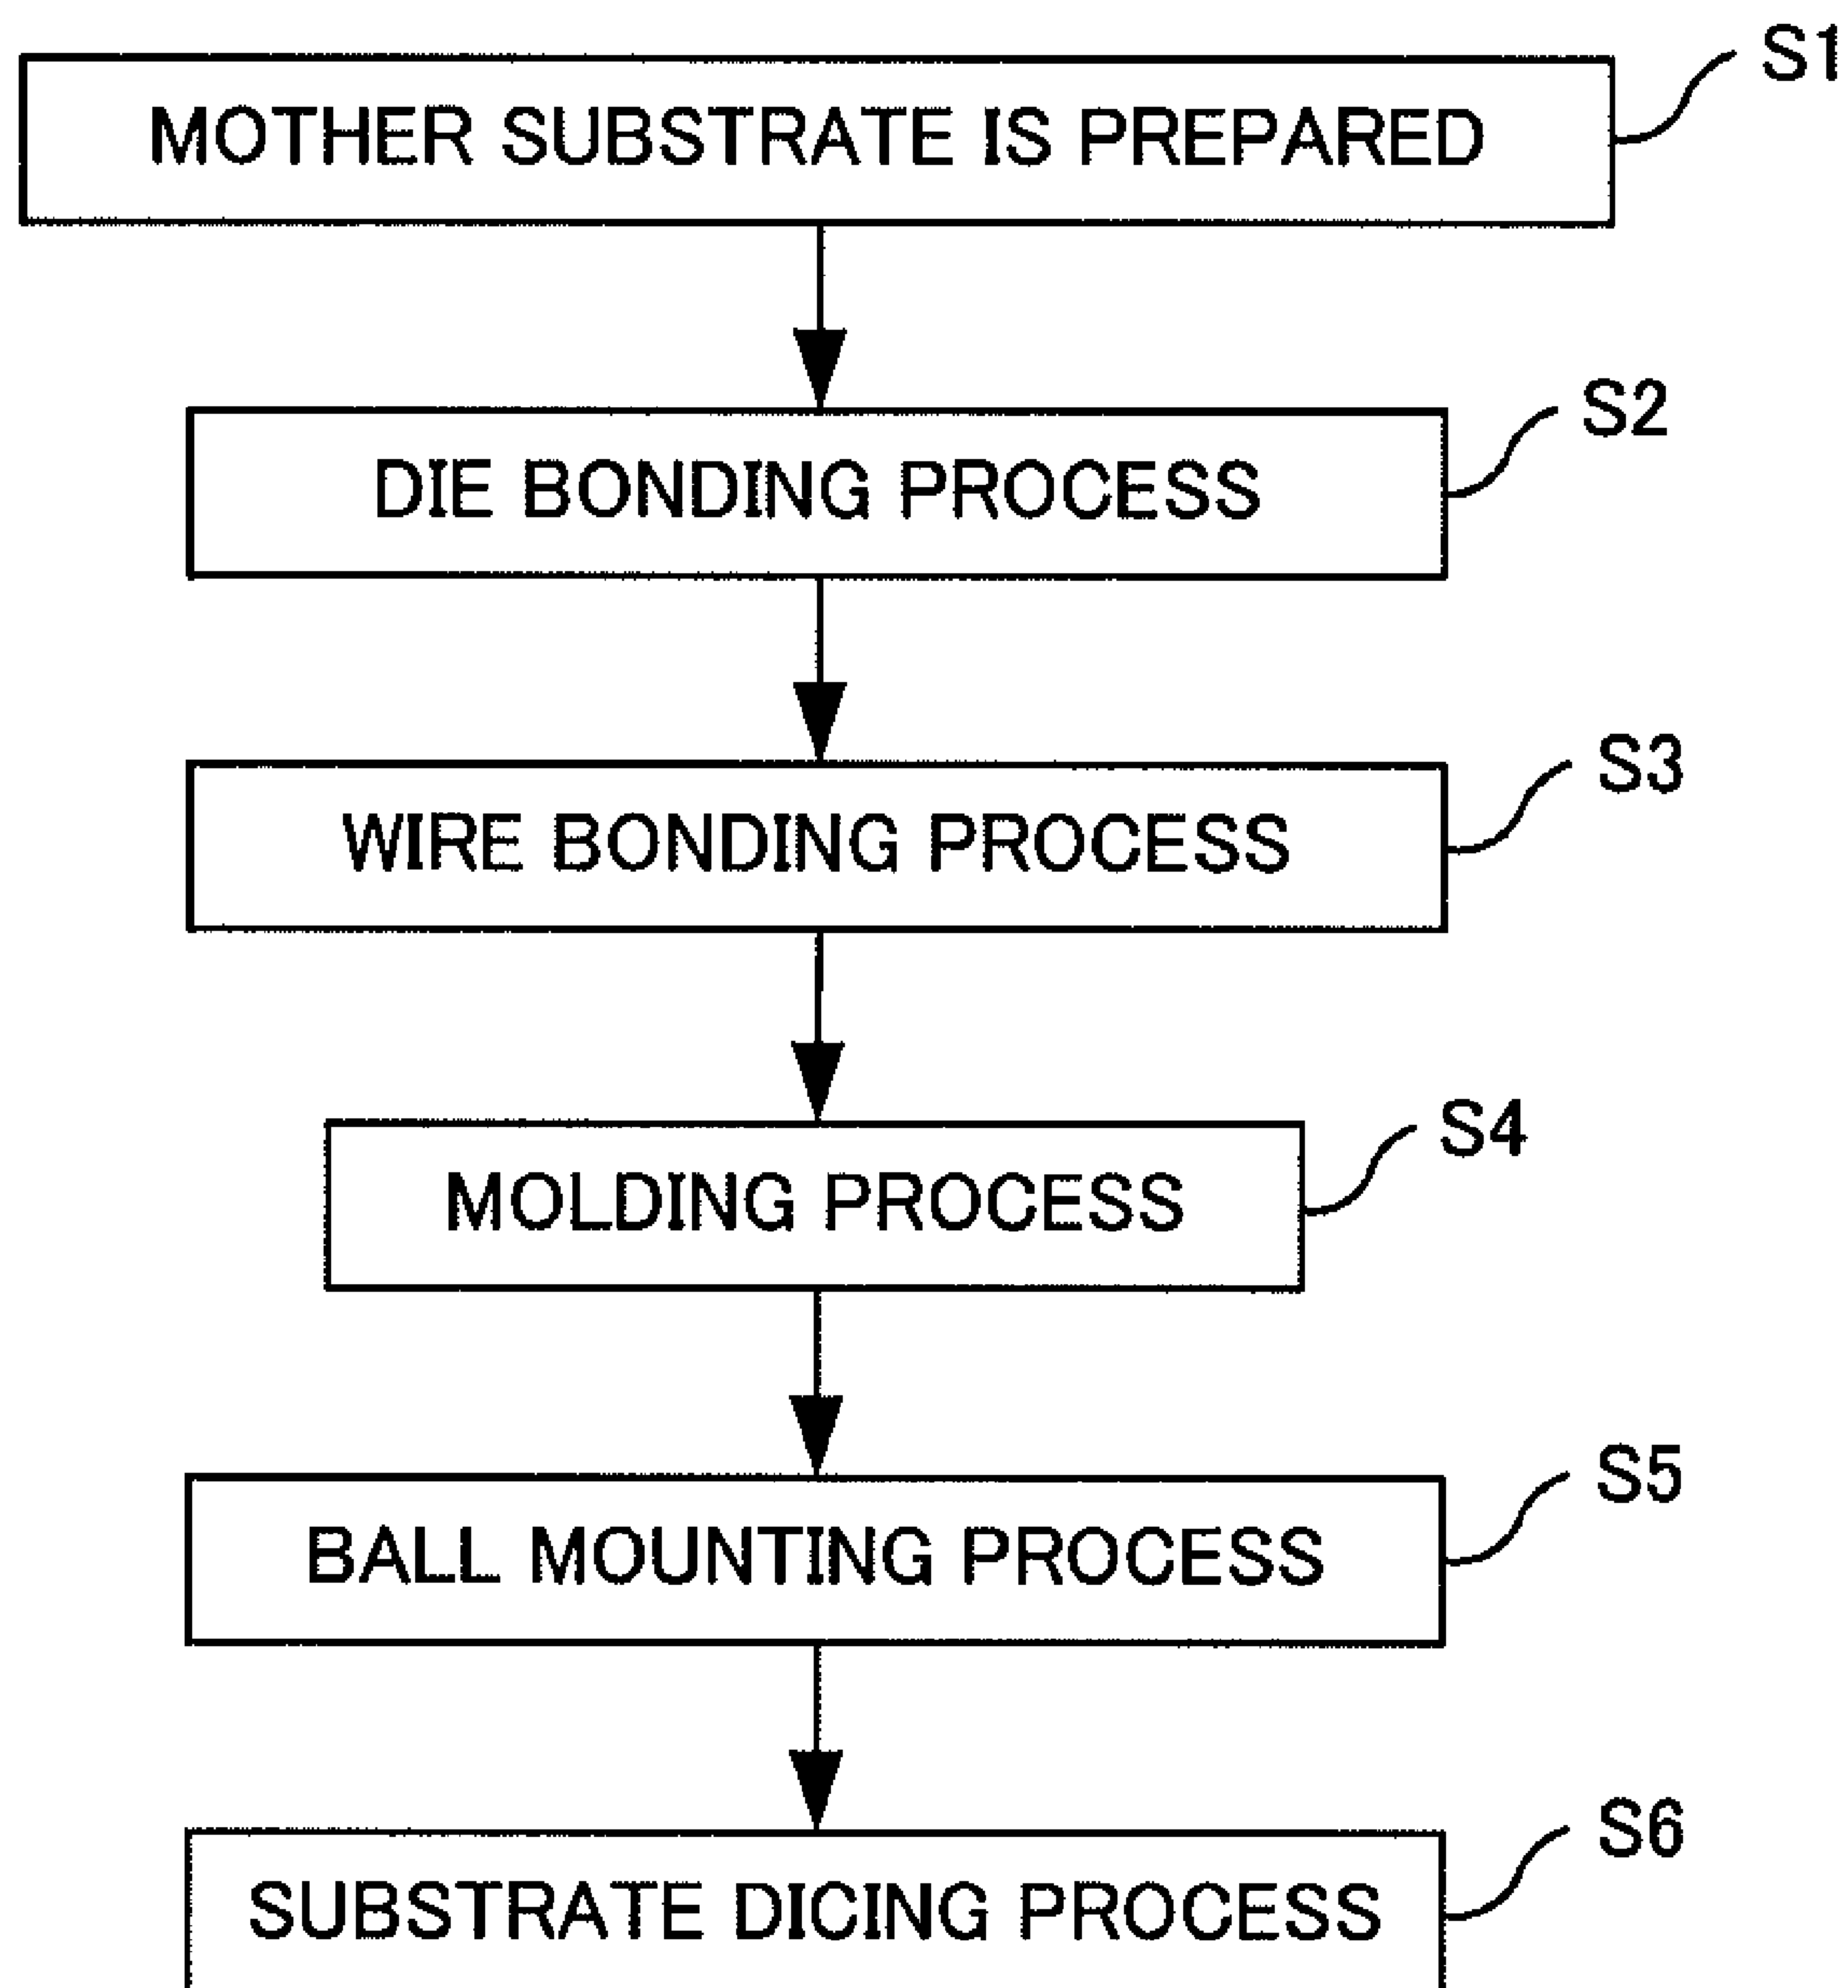 MOTHER SUBSTRATE IS PREPARED S1
DIE BONDING PROCESS S2
WIRE BONDING PROCESS S3
MOLDING PROCESS S4
BALL MOUNTING PROCESS S5
SUBSTRATE DICING PROCESS S6